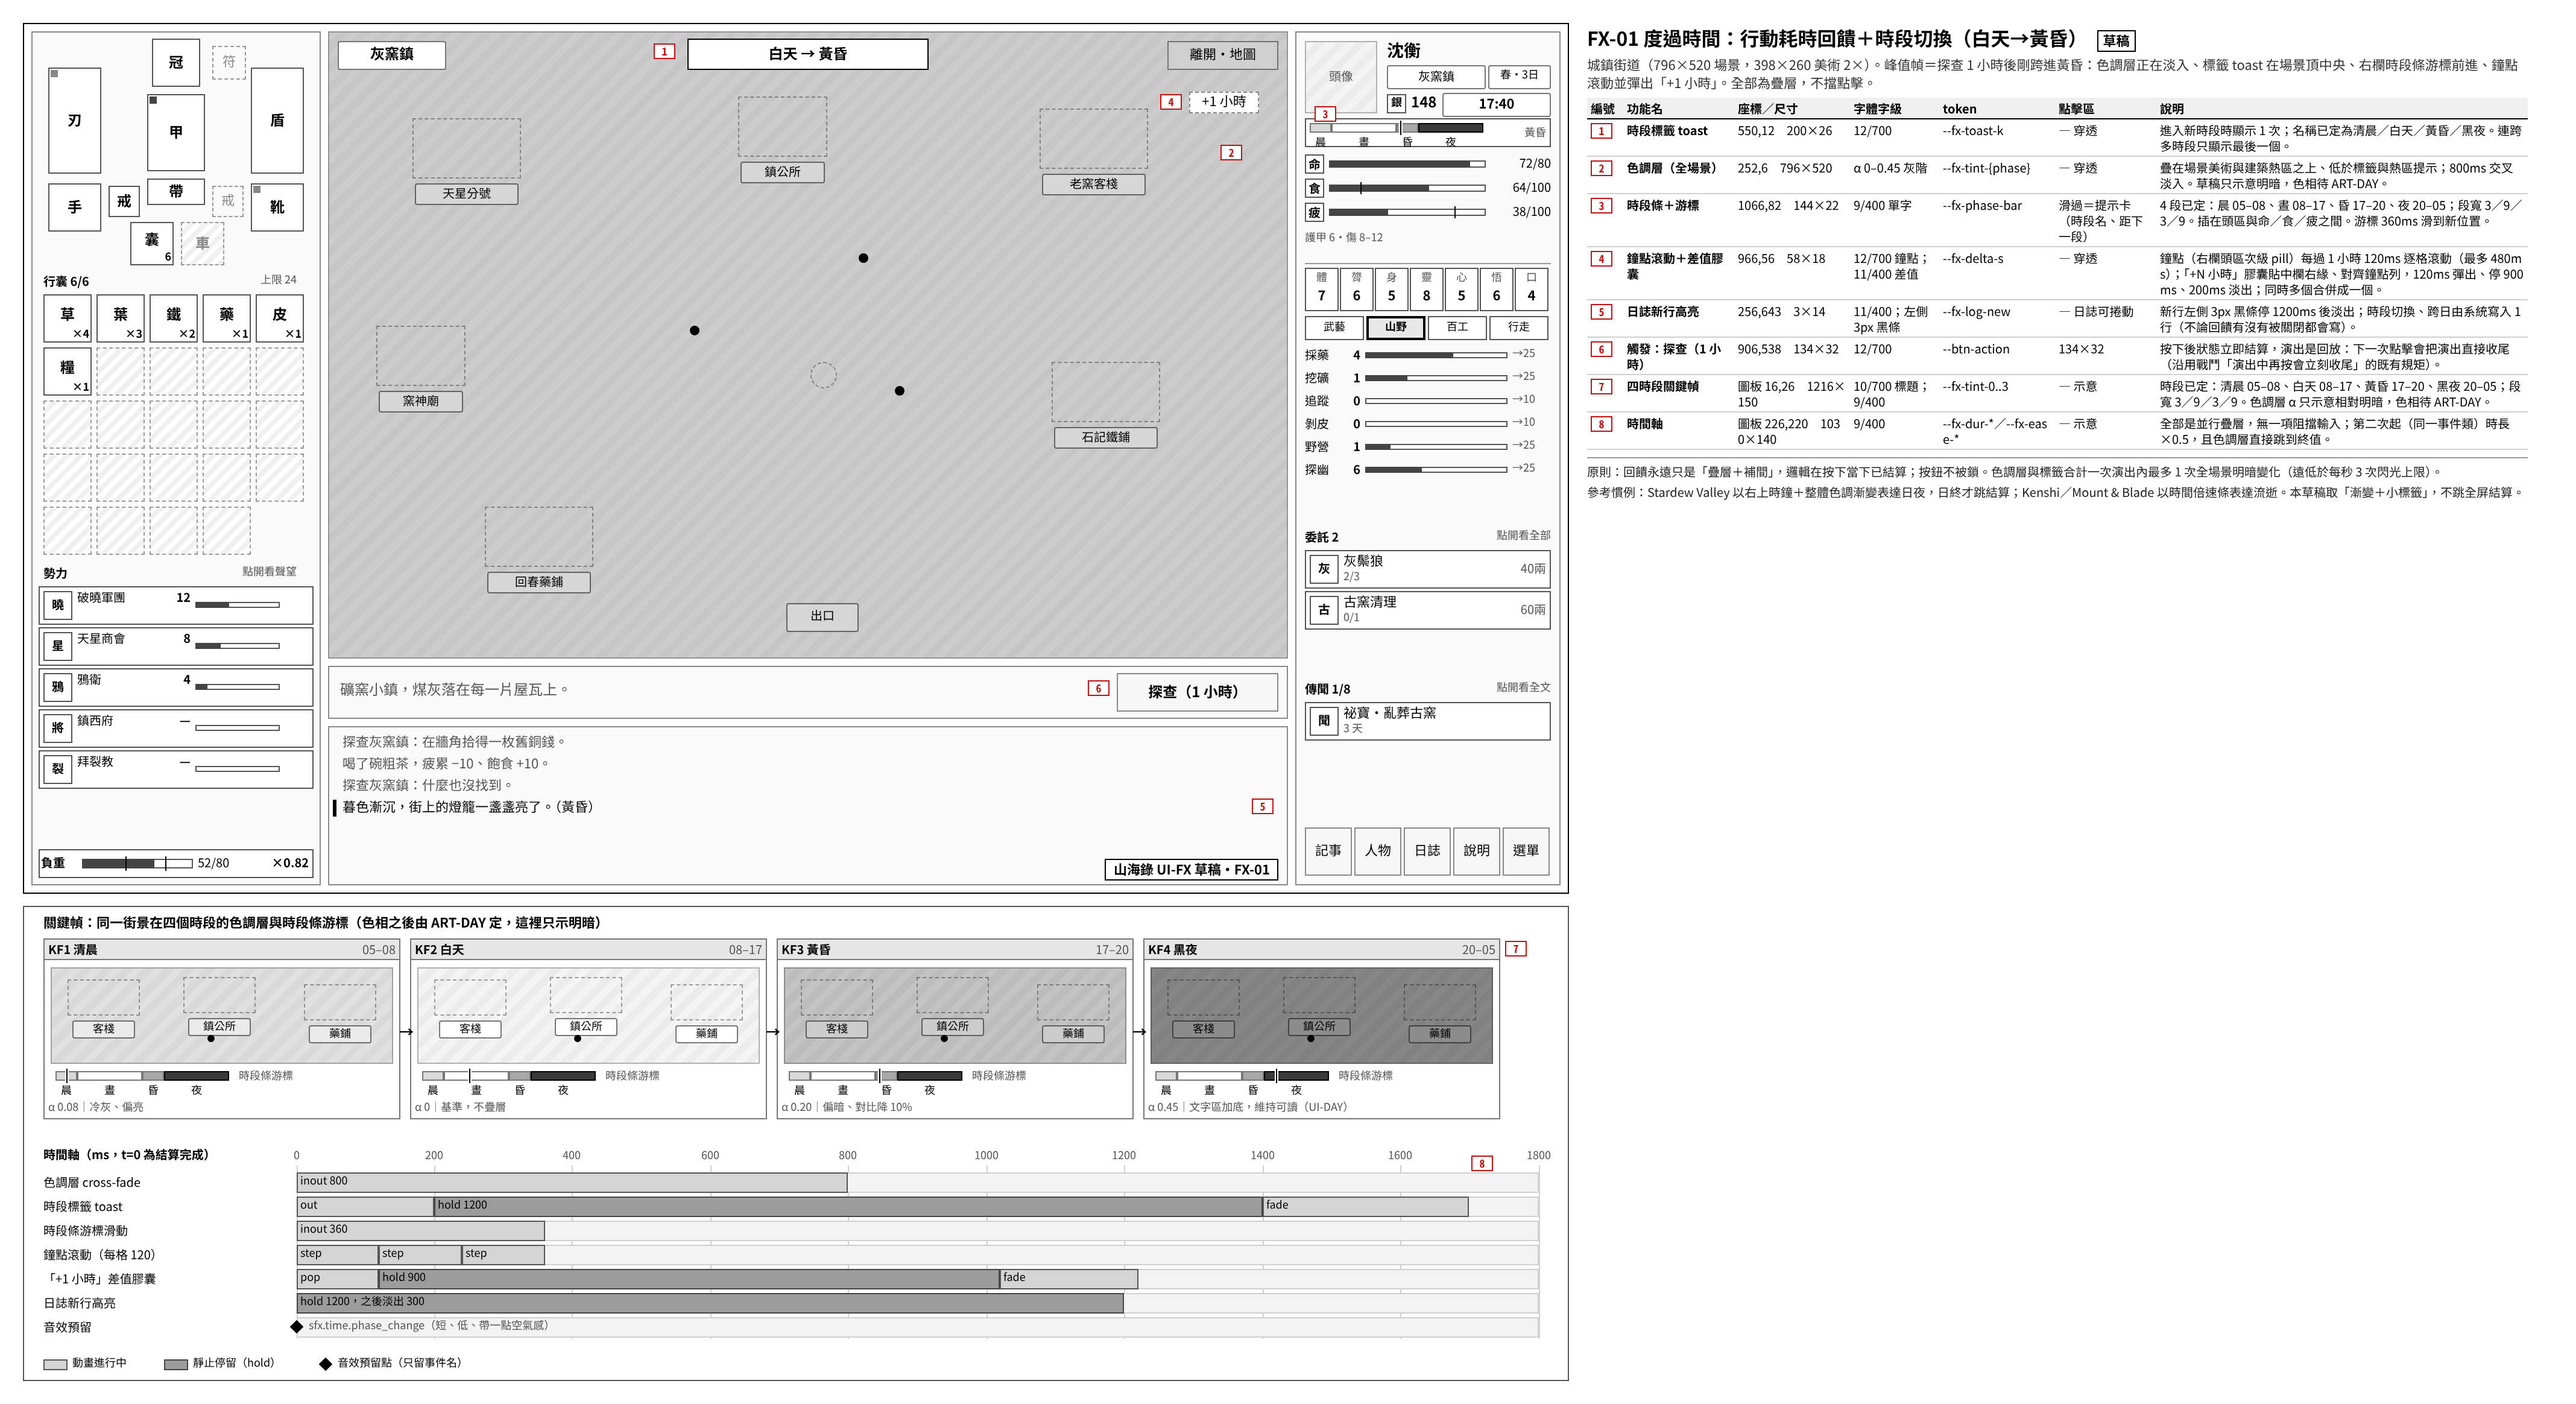 冠
符
刃
甲
盾
手
戒
帶
戒
靴
囊
6
車
行囊 6/6
上限 24
草
×4
葉
×3
鐵
×2
藥
×1
皮
×1
糧
×1
勢力
點開看聲望
曉
破曉軍團
12
星
天星商會
8
鴉
鴉衛
4
將
鎮西府
—
裂
拜裂教
—
負重
52/80
×0.82
灰窯鎮
1
白天 → 黃昏
離開・地圖
4
+1 小時
2
天星分號
鎮公所
老窯客棧
窯神廟
石記鐵鋪
回春藥鋪
出口
礦窯小鎮，煤灰落在每一片屋瓦上。
6
探查（1 小時）
探查灰窯鎮：在牆角拾得一枚舊銅錢。
喝了碗粗茶，疲累 −10、飽食 +10。
探查灰窯鎮：什麼也沒找到。
暮色漸沉，街上的燈籠一盞盞亮了。（黃昏）
5
山海錄 UI-FX 草稿・FX-01
頭像
沈衡
灰窯鎮
春・3日
銀
148
17:40
3
晨
晝
昏
夜
黃昏
命
72/80
食
64/100
疲
38/100
護甲 6・傷 8–12
體
7
膂
6
身
5
靈
8
心
5
悟
6
口
4
武藝
山野
百工
行走
採藥
4
→25
挖礦
1
→25
追蹤
0
→10
剝皮
0
→10
野營
1
→25
探幽
6
→25
委託 2
點開看全部
灰
灰鬃狼
2/3
40兩
古
古窯清理
0/1
60兩
傳聞 1/8
點開看全文
聞
祕寶・亂葬古窯
3 天
記事
人物
日誌
說明
選單
FX-01 度過時間：行動耗時回饋＋時段切換（白天→黃昏）
草稿
城鎮街道（796×520 場景，398×260 美術 2×）。峰值幀＝探查 1 小時後剛跨進黃昏：色調層正在淡入、標籤 toast 在場景頂中央、右欄時段條游標前進、鐘點
滾動並彈出「+1 小時」。全部為疊層，不擋點擊。
編號 功能名 座標／尺寸 字體字級 token 點擊區 說明
1 時段標籤 toast 550,12 200×26 12/700 --fx-toast-k — 穿透 進入新時段時顯示 1 次；名稱已定為清晨／白天／黃昏／黑夜。連跨
多時段只顯示最後一個。
2 色調層（全場景） 252,6 796×520 α 0–0.45 灰階 --fx-tint-{phase} — 穿透 疊在場景美術與建築熱區之上、低於標籤與熱區提示；800ms 交叉
淡入。草稿只示意明暗，色相待 ART-DAY。
3 時段條＋游標 1066,82 144×22 9/400 單字 --fx-phase-bar 滑過＝提示卡 4 段已定：晨 05–08、晝 08–17、昏 17–20、夜 20–05；段寬 3／9／
（時段名、距下 3／9。插在頭區與命／食／疲之間。游標 360ms 滑到新位置。
一段）
4 鐘點滾動＋差值膠 966,56 58×18 12/700 鐘點； --fx-delta-s — 穿透 鐘點（右欄頭區次級 pill）每過 1 小時 120ms 逐格滾動（最多 480m
囊 11/400 差值 s）；「+N 小時」膠囊貼中欄右緣、對齊鐘點列，120ms 彈出、停 900
ms、200ms 淡出；同時多個合併成一個。
5 日誌新行高亮 256,643 3×14 11/400；左側 --fx-log-new — 日誌可捲動 新行左側 3px 黑條停 1200ms 後淡出；時段切換、跨日由系統寫入 1
3px 黑條 行（不論回饋有沒有被關閉都會寫）。
6 觸發：探查（1 小 906,538 134×32 12/700 --btn-action 134×32 按下後狀態立即結算，演出是回放：下一次點擊會把演出直接收尾
時） （沿用戰鬥「演出中再按會立刻收尾」的既有規矩）。
7 四時段關鍵幀 圖板 16,26 1216× 10/700 標題； --fx-tint-0..3 — 示意 時段已定：清晨 05–08、白天 08–17、黃昏 17–20、黑夜 20–05；段
150 9/400 寬 3／9／3／9。色調層 α 只示意相對明暗，色相待 ART-DAY。
8 時間軸 圖板 226,220 103 9/400 --fx-dur-*／--fx-eas — 示意 全部是並行疊層，無一項阻擋輸入；第二次起（同一事件類）時長
0×140 e-* ×0.5，且色調層直接跳到終值。
原則：回饋永遠只是「疊層＋補間」，邏輯在按下當下已結算；按鈕不被鎖。色調層與標籤合計一次演出內最多 1 次全場景明暗變化（遠低於每秒 3 次閃光上限）。
參考慣例：Stardew Valley 以右上時鐘＋整體色調漸變表達日夜，日終才跳結算；Kenshi／Mount & Blade 以時間倍速條表達流逝。本草稿取「漸變＋小標籤」，不跳全屏結算。
關鍵幀：同一街景在四個時段的色調層與時段條游標（色相之後由 ART-DAY 定，這裡只示明暗）
KF1 清晨
05–08
客棧
鎮公所
藥鋪
晨
晝
昏
夜
時段條游標
α 0.08｜冷灰、偏亮
KF2 白天
08–17
客棧
鎮公所
藥鋪
晨
晝
昏
夜
時段條游標
α 0｜基準，不疊層
KF3 黃昏
17–20
客棧
鎮公所
藥鋪
晨
晝
昏
夜
時段條游標
α 0.20｜偏暗、對比降 10%
KF4 黑夜
20–05
7
客棧
鎮公所
藥鋪
晨
晝
昏
夜
時段條游標
α 0.45｜文字區加底，維持可讀（UI-DAY）
時間軸（ms，t=0 為結算完成）
0 200 400 600 800 1000 1200 1400 1600 1800
8
色調層 cross-fade
inout 800
時段標籤 toast
out
hold 1200
fade
時段條游標滑動
inout 360
鐘點滾動（每格 120）
step
step
step
「+1 小時」差值膠囊
pop
hold 900
fade
日誌新行高亮
hold 1200，之後淡出 300
音效預留
sfx.time.phase_change（短、低、帶一點空氣感）
動畫進行中
靜止停留（hold）
音效預留點（只留事件名）